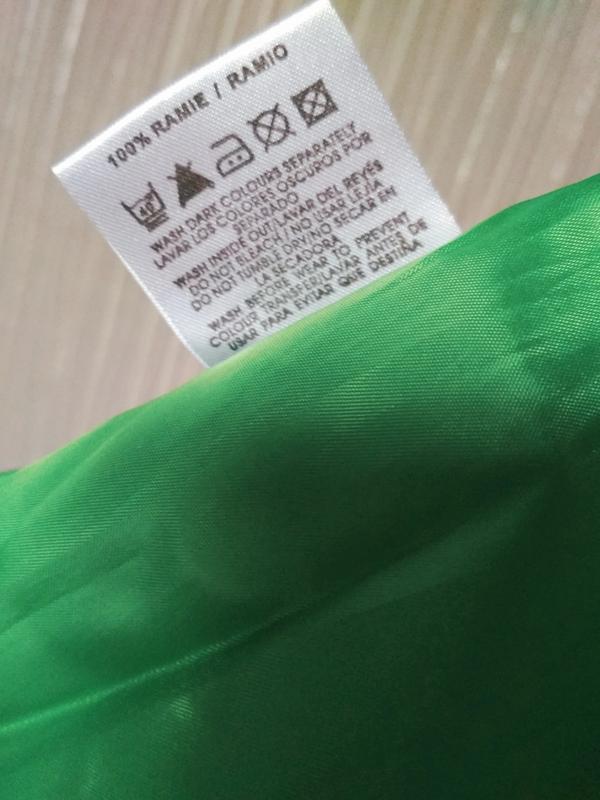 100% RAMIE / RAMIO
40°
WASH DARY COLOURS SEPARATELY
LAVAR LOS COLORES OSCUROS POR
SEPARADO
WASH INSIDE OUT/LAVAR DEL REVÉS
DO NOT BLEACH/NO USAR LEJÍA
DO NOT TUMBLE DRY/NO SECAR EN
LA SECADORA
WASH BEFORE WEAR TO PREVENT
COLOUR TRANSFER/LAVAR ANTES DE
USAR PARA EVITAR QUE DESTIÑA